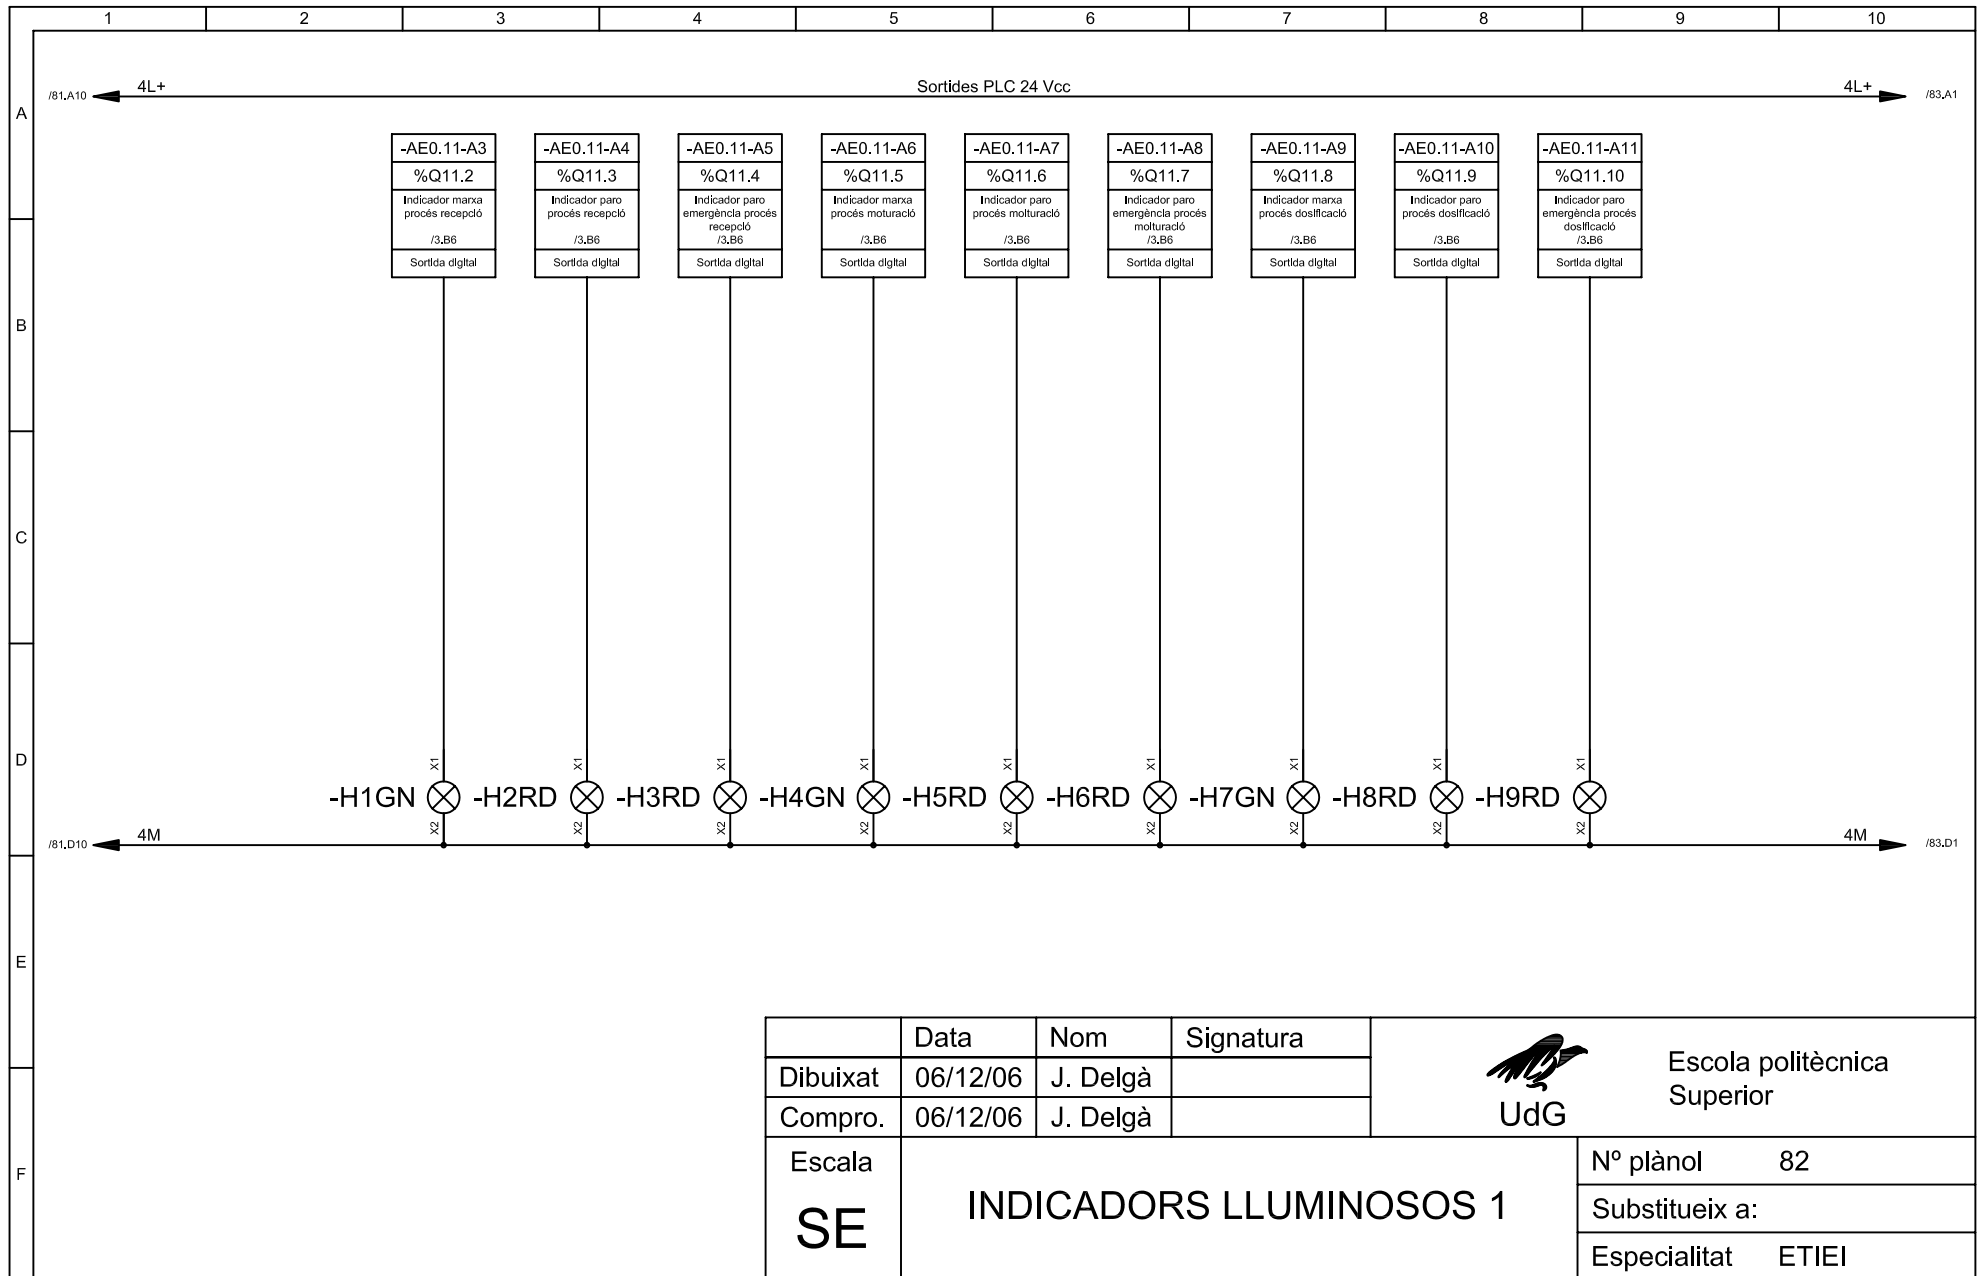 1 2 3 4 5 6 7 8 9 10
A
B
C
D
E
F
/81.A10 4L+ Sortides PLC 24 Vcc 4L+ /83.A1
-AE0.11-A3
%Q11.2
Indicador marxa
procés recepció
/3.B6
Sortida digital
-AE0.11-A4
%Q11.3
Indicador paro
procés recepció
/3.B6
Sortida digital
-AE0.11-A5
%Q11.4
Indicador paro
emergència procés
recepció
/3.B6
Sortida digital
-AE0.11-A6
%Q11.5
Indicador marxa
procés moturació
/3.B6
Sortida digital
-AE0.11-A7
%Q11.6
Indicador paro
procés molturació
/3.B6
Sortida digital
-AE0.11-A8
%Q11.7
Indicador paro
emergència procés
molturació
/3.B6
Sortida digital
-AE0.11-A9
%Q11.8
Indicador marxa
procés dosificació
/3.B6
Sortida digital
-AE0.11-A10
%Q11.9
Indicador paro
procés dosificació
/3.B6
Sortida digital
-AE0.11-A11
%Q11.10
Indicador paro
emergència procés
dosificació
/3.B6
Sortida digital
X1 X1 X1 X1 X1 X1 X1 X1 X1
-H1GN -H2RD -H3RD -H4GN -H5RD -H6RD -H7GN -H8RD -H9RD
X2 X2 X2 X2 X2 X2 X2 X2 X2
/81.D10 4M 4M /83.D1
Data Nom Signatura
Dibuixat 06/12/06 J. Delgà
Compro. 06/12/06 J. Delgà
UdG
Escola politècnica
Superior
Escala
SE
INDICADORS LLUMINOSOS 1
Nº plànol 82
Substitueix a:
Especialitat ETIEI